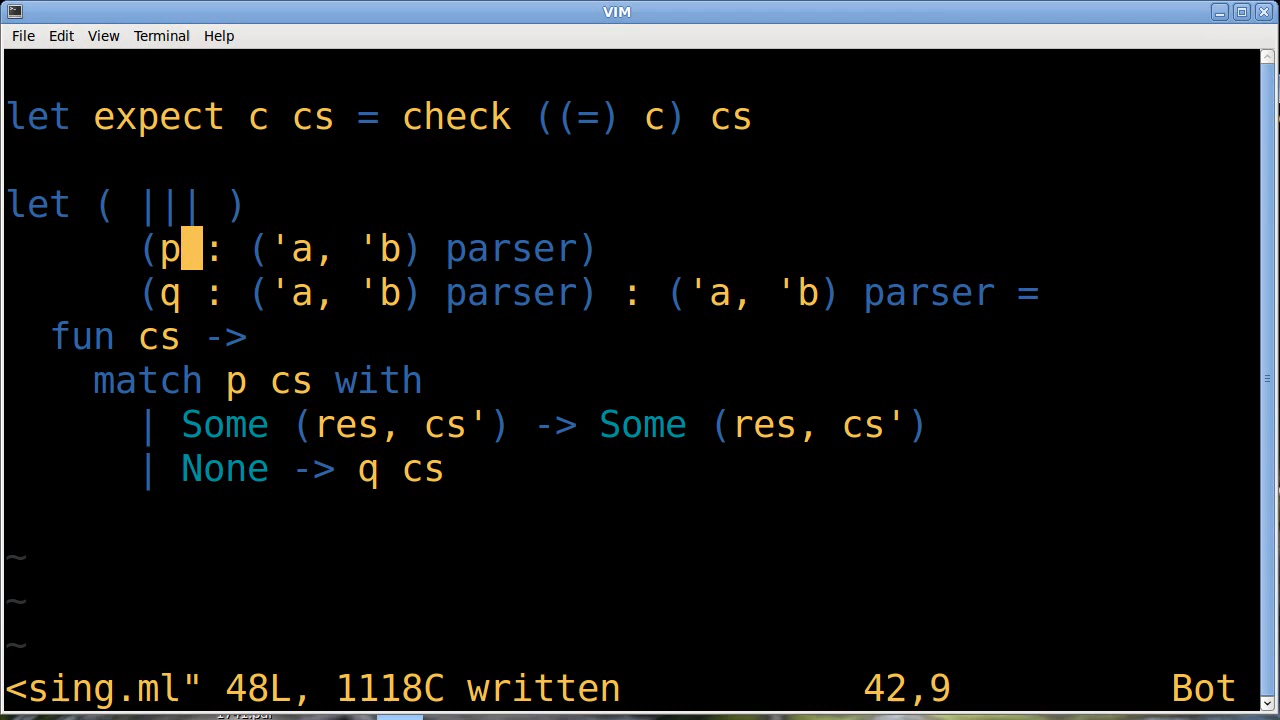 VIM
File Edit View Terminal Help
let expect c cs = check ((=) c) cs
let ( ||| )
(p : ('a, 'b) parser)
(q : ('a, 'b) parser) : ('a, 'b) parser =
fun cs ->
match p cs with
| Some (res, cs') -> Some (res, cs')
| None -> q cs
~
~
~
<sing.ml" 48L, 1118C written 42,9 Bot